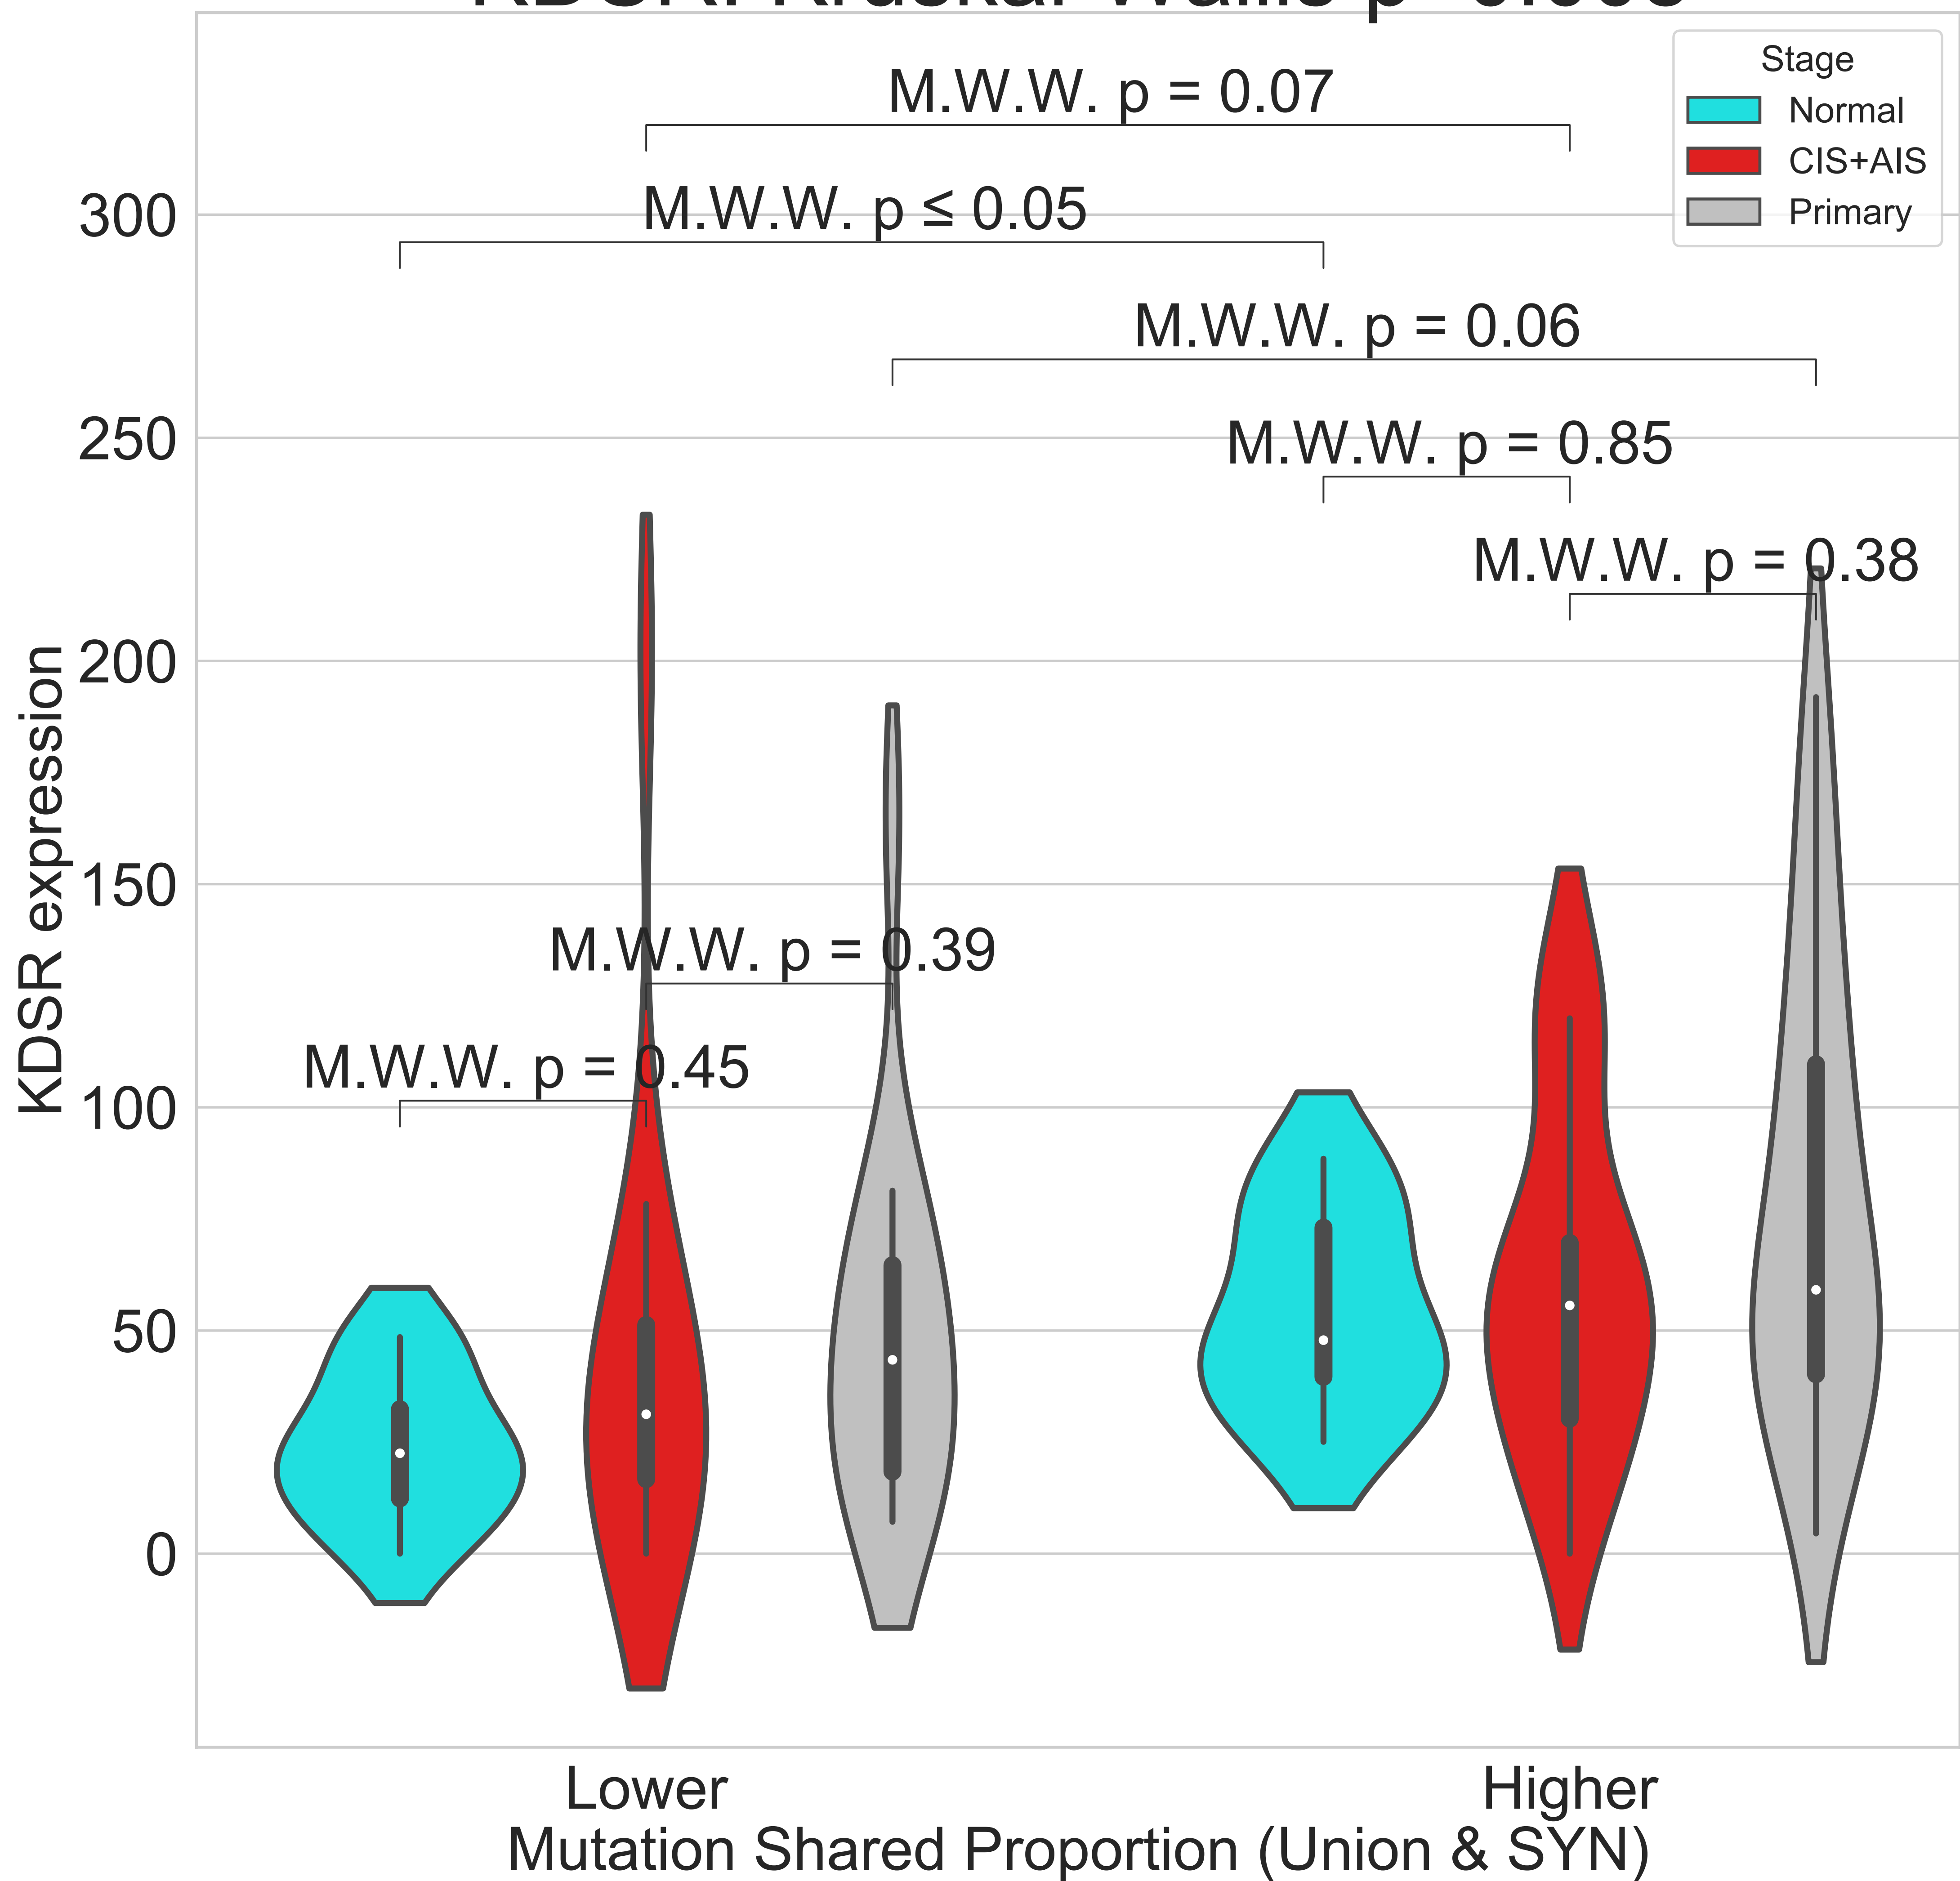 M.W.W. p = 0.07
M.W.W. p ≤ 0.05
M.W.W. p = 0.06
M.W.W. p = 0.85
M.W.W. p = 0.38
M.W.W. p = 0.39
M.W.W. p = 0.45
Stage
Normal
CIS+AIS
Primary
300
250
200
150
100
50
0
KDSR expression
Lower
Higher
Mutation Shared Proportion (Union & SYN)